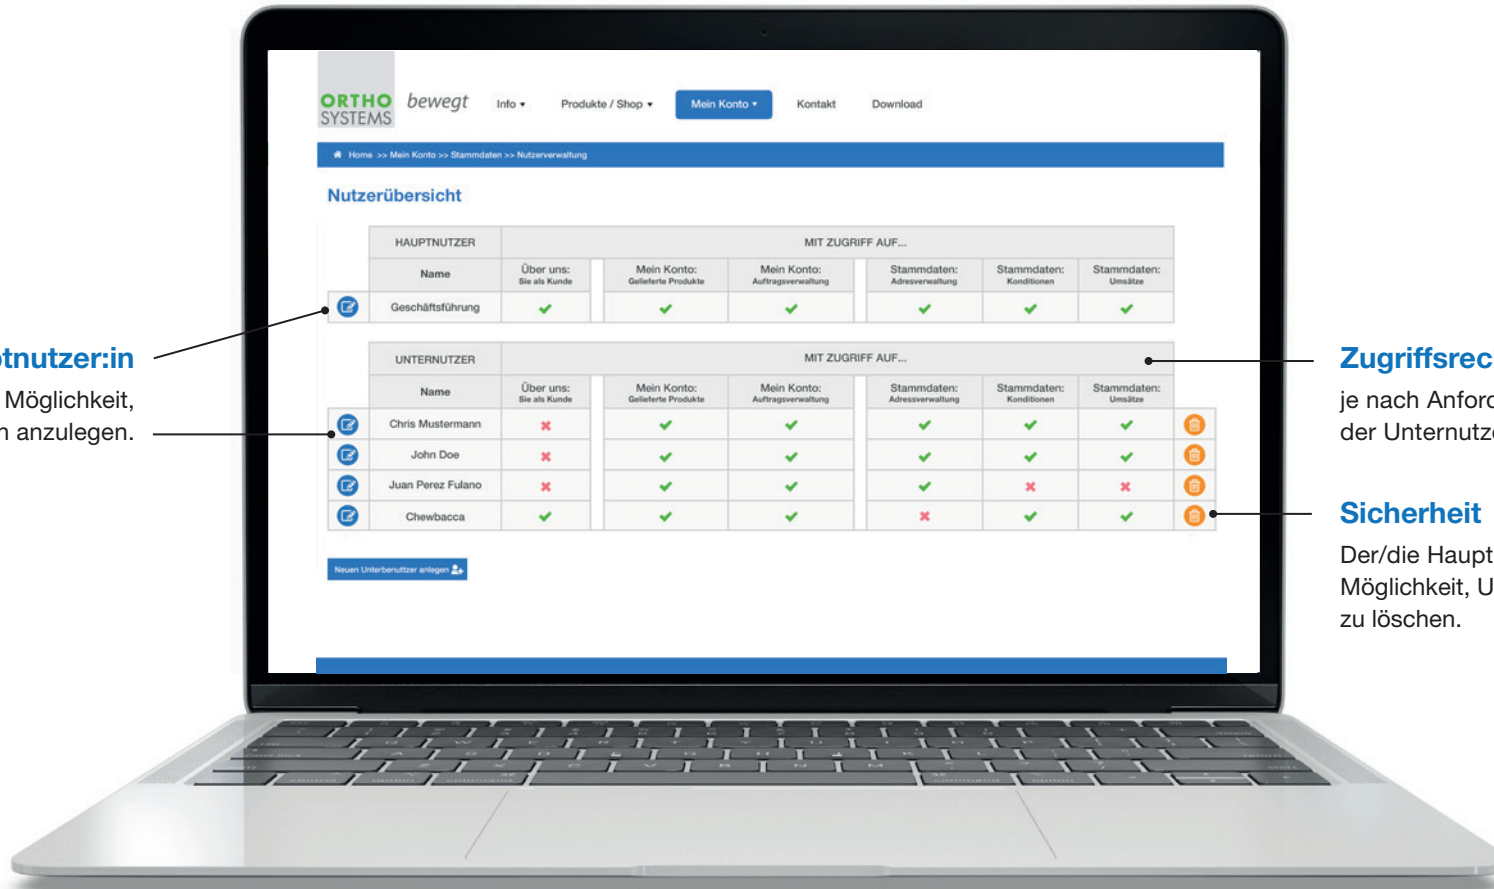 ORTHO
SYSTEMS
bewegt
Info
Produkte / Shop
Mein Konto
Kontakt
Download
Home >> Mein Konto >> Stammdaten >> Nutzerverwaltung
Nutzerübersicht
HAUPTNUTZER MIT ZUGRIFF AUF...
Name
Über uns:
Sie als Kunde
Mein Konto:
Gelieferte Produkte
Mein Konto:
Auftragsverwaltung
Stammdaten:
Adresverwaltung
Stammdaten:
Konditionen
Stammdaten:
Umsätze
Geschäftsführung
UNTERNUTZER MIT ZUGRIFF AUF...
Name
Über uns:
Sie als Kunde
Mein Konto:
Gelieferte Produkte
Mein Konto:
Auftragsverwaltung
Stammdaten:
Adressverwaltung
Stammdaten:
Konditionen
Stammdaten:
Umsätze
Chris Mustermann
John Doe
Juan Perez Fulano
Chewbacca
Neuen Unterbenuttzer anlegen
tnutzer:in
Möglichkeit,
n anzulegen.
Zugriffsrec
je nach Anford
der Unternutze
Sicherheit
Der/die Haupt
Möglichkeit, U
zu löschen.